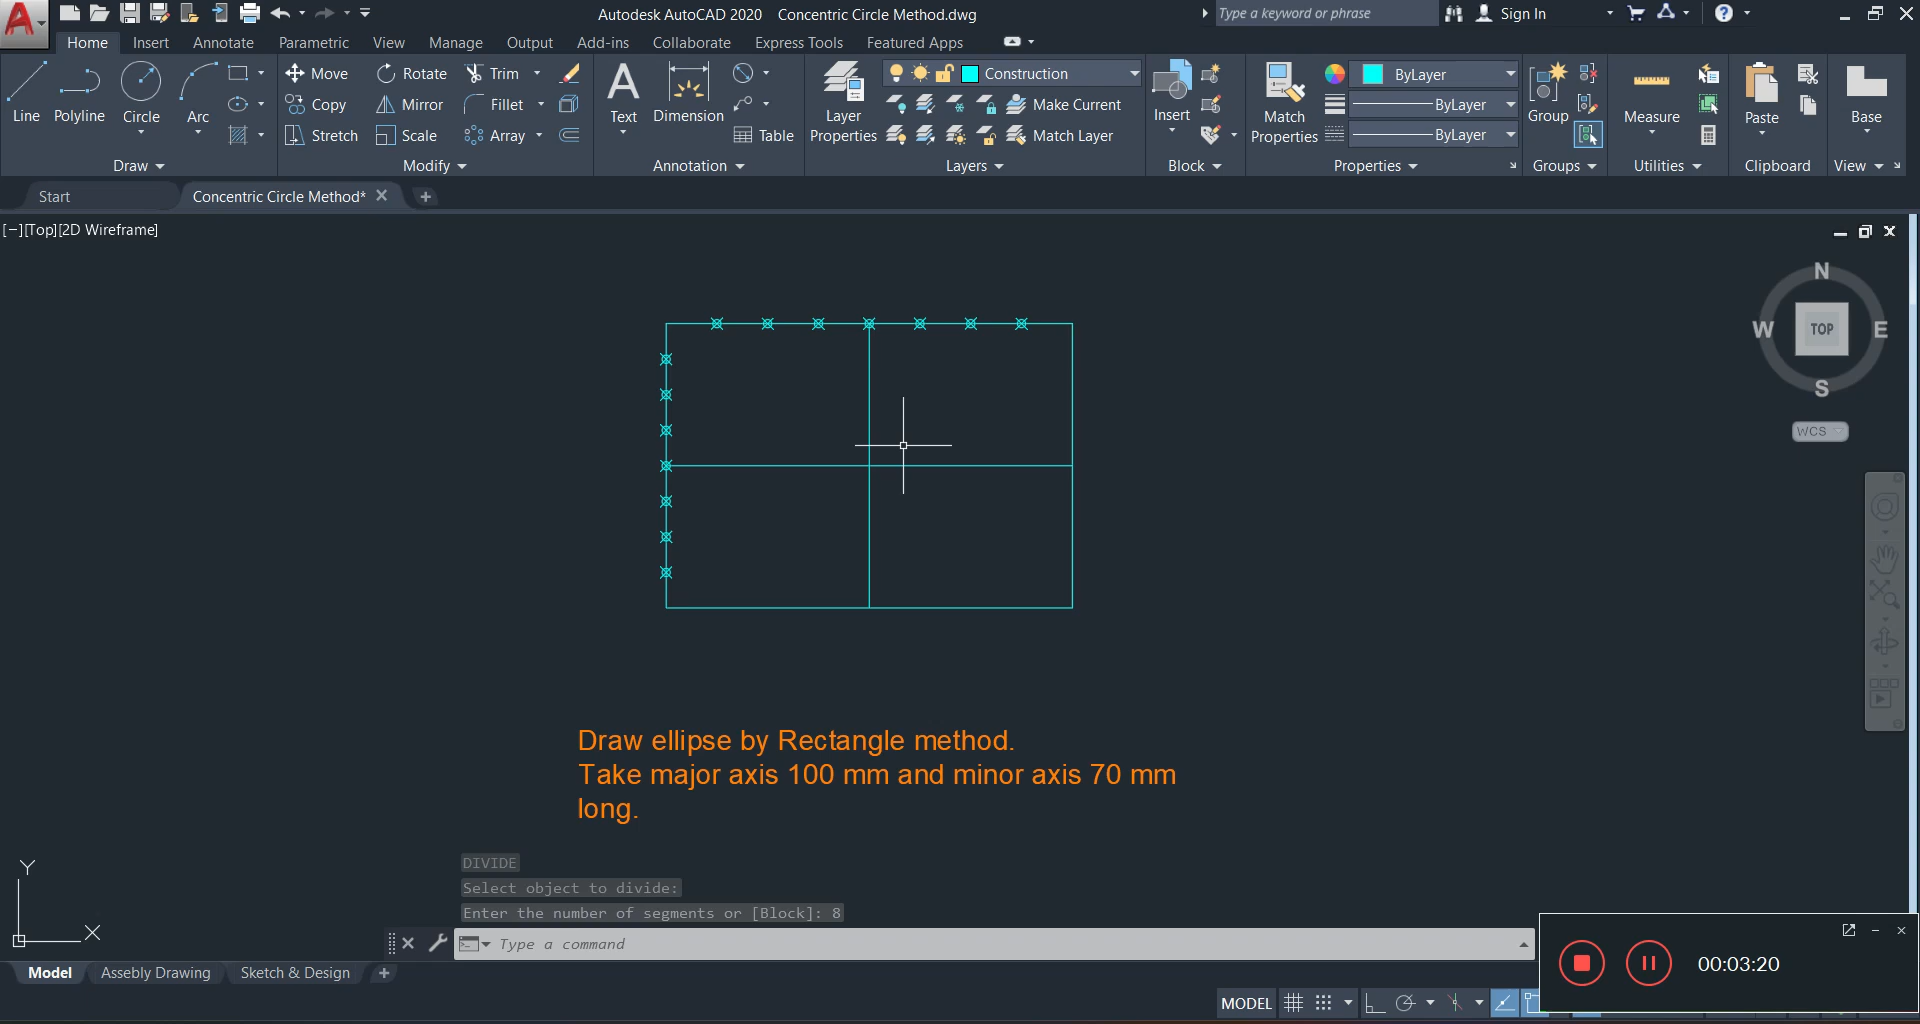 Autodesk AutoCAD 2020 Concentric Circle Method.dwg
Type a keyword or phrase
Sign In
Home Insert Annotate Parametric View Manage Output Add-ins Collaborate Express Tools Featured Apps
Line Polyline Circle Arc
Move Rotate Trim
Copy Mirror Fillet
Stretch Scale Array
Text Dimension Table
Layer Properties
Construction
Make Current
Match Layer
Insert
Match Properties
ByLayer
ByLayer
ByLayer
Group
Measure
Paste
Base
Draw Modify Annotation Layers Block Properties Groups Utilities Clipboard View
Start Concentric Circle Method*
[−][Top][2D Wireframe]
N
W TOP E
S
WCS
Draw ellipse by Rectangle method.
Take major axis 100 mm and minor axis 70 mm
long.
Y
X
DIVIDE
Select object to divide:
Enter the number of segments or [Block]: 8
Type a command
00:03:20
Model Assebly Drawing Sketch & Design
MODEL